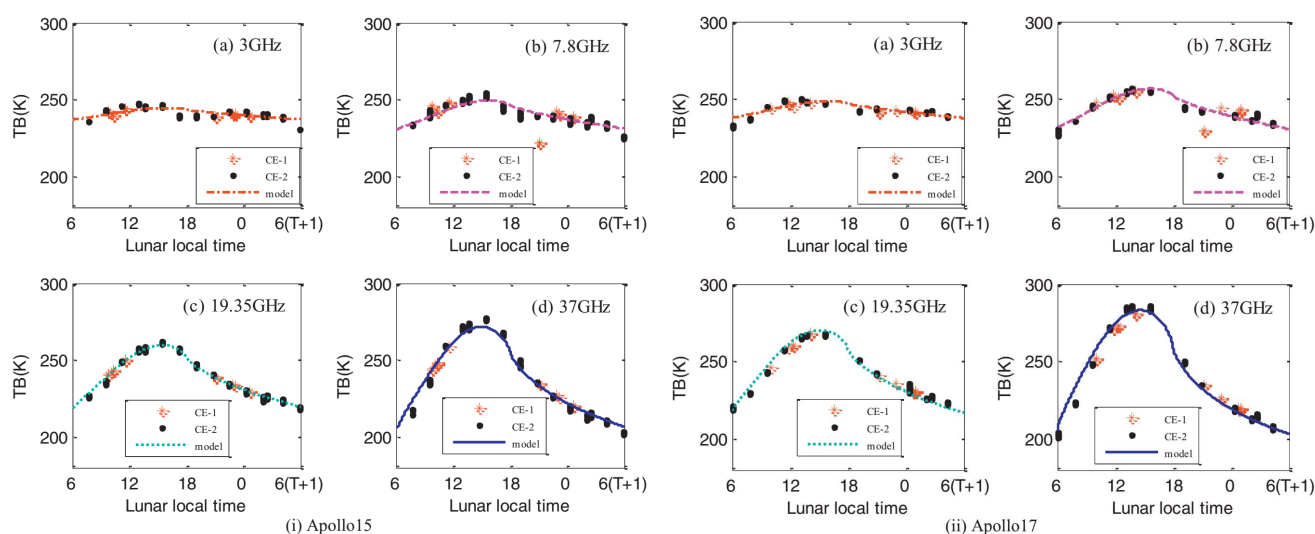 300
250
200
TB(K)
(a) 3GHz
CE-1
CE-2
model
6 12 18 0 6(T+1)
Lunar local time
300
250
200
(b) 7.8GHz
CE-1
CE-2
model
6 12 18 0 6(T+1)
Lunar local time
300
250
200
TB(K)
(c) 19.35GHz
CE-1
CE-2
model
6 12 18 0 6(T+1)
Lunar local time
300
250
200
TB(K)
(d) 37GHz
CE-1
CE-2
model
6 12 18 0 6(T+1)
Lunar local time
(i) Apollo15
300
250
200
TB(K)
(a) 3GHz
CE-1
CE-2
model
6 12 18 0 6(T+1)
Lunar local time
300
250
200
TB(K)
(b) 7.8GHz
CE-1
CE-2
model
6 12 18 0 6(T+1)
Lunar local time
300
250
200
TB(K)
(c) 19.35GHz
CE-1
CE-2
model
6 12 18 0 6(T+1)
Lunar local time
300
250
200
TB(K)
(d) 37GHz
CE-1
CE-2
model
6 12 18 0 6(T+1)
Lunar local time
(ii) Apollo17